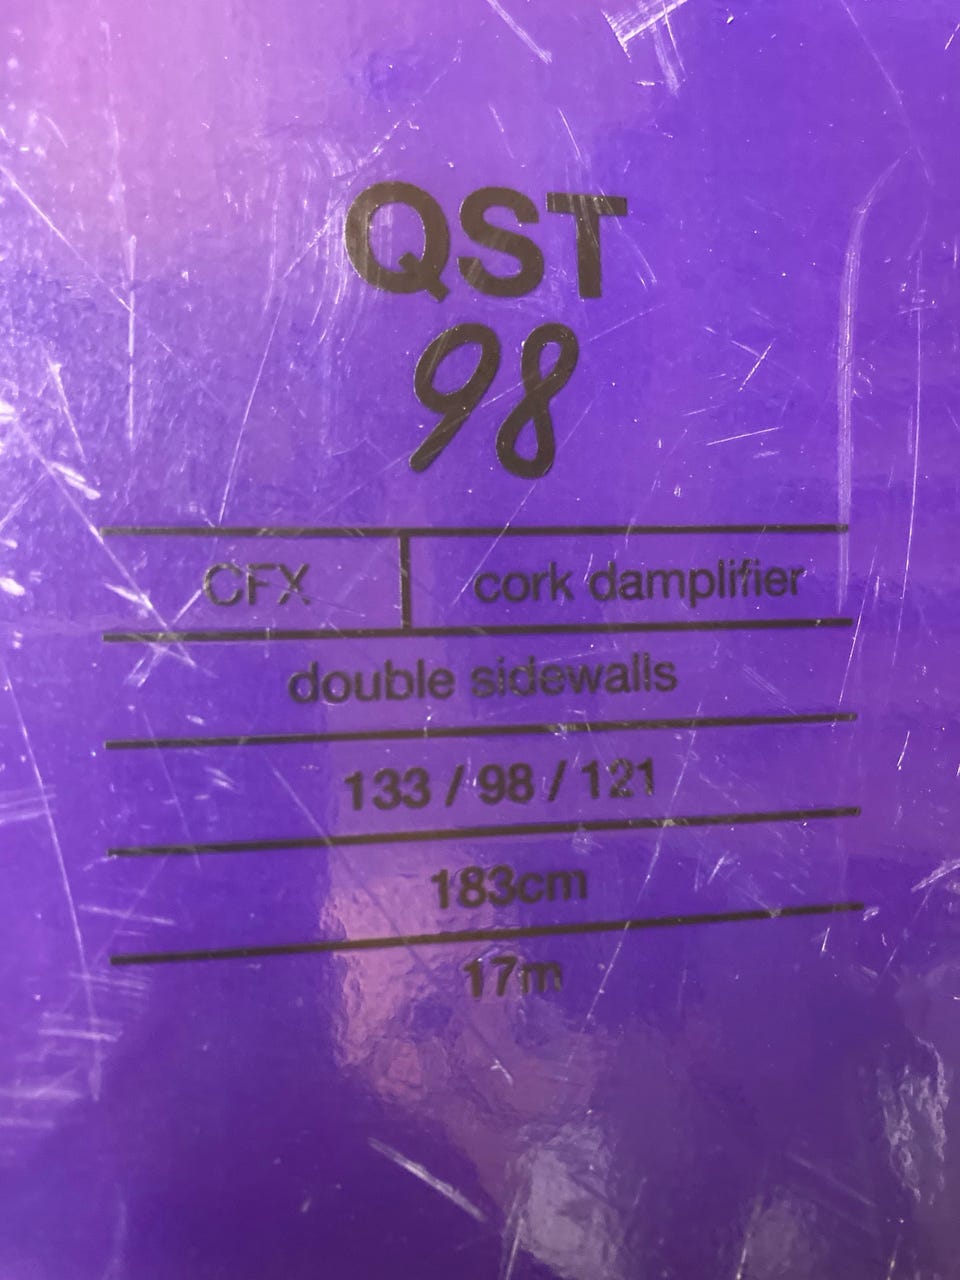 QST
98
CFX cork damplifier
double sidewalls
133 / 98 / 121
183cm
17m